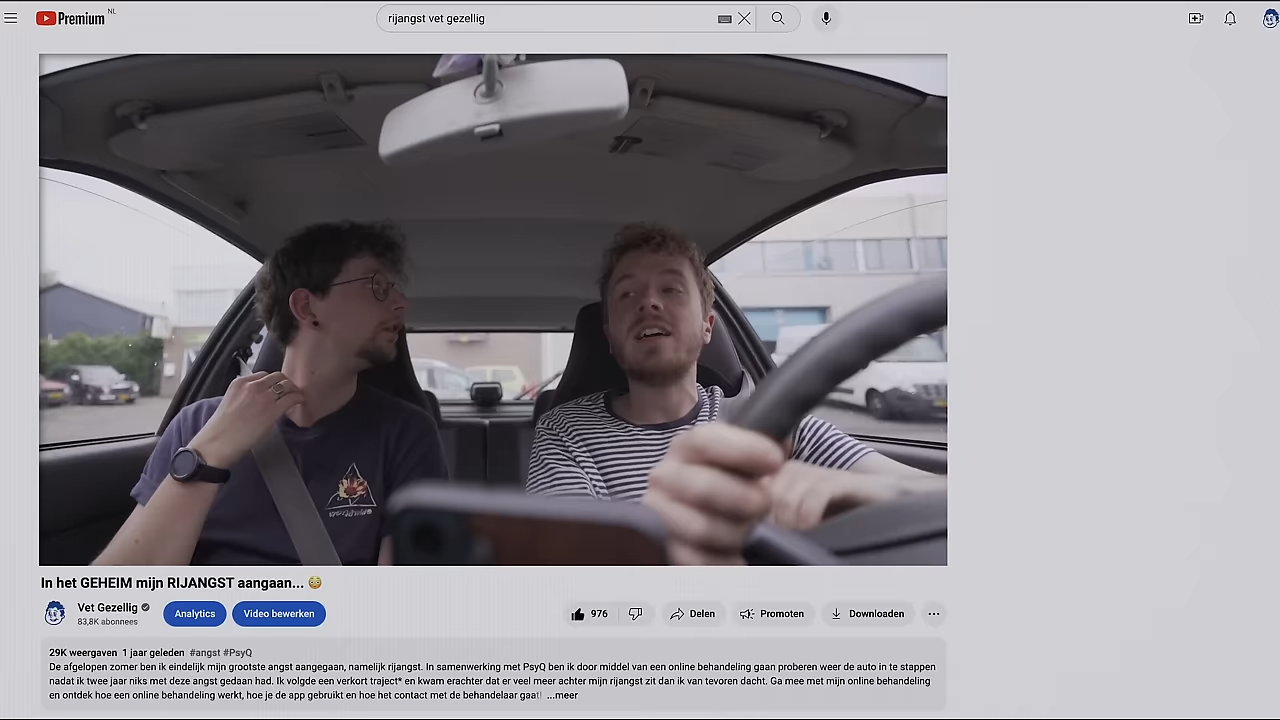 Premium NL
rijangst vet gezellig
In het GEHEIM mijn RIJANGST aangaan... 😳
Vet Gezellig
83,8K abonnees
Analytics
Video bewerken
976
Delen
Promoten
Downloaden
29K weergaven 1 jaar geleden #angst #PsyQ
De afgelopen zomer ben ik eindelijk mijn grootste angst aangegaan, namelijk rijangst. In samenwerking met PsyQ ben ik door middel van een online behandeling gaan proberen weer de auto in te stappen
nadat ik twee jaar niks met deze angst gedaan had. Ik volgde een verkort traject* en kwam erachter dat er veel meer achter mijn rijangst zit dan ik van tevoren dacht. Ga mee met mijn online behandeling
en ontdek hoe een online behandeling werkt, hoe je de app gebruikt en hoe het contact met de behandelaar gaat! ...meer